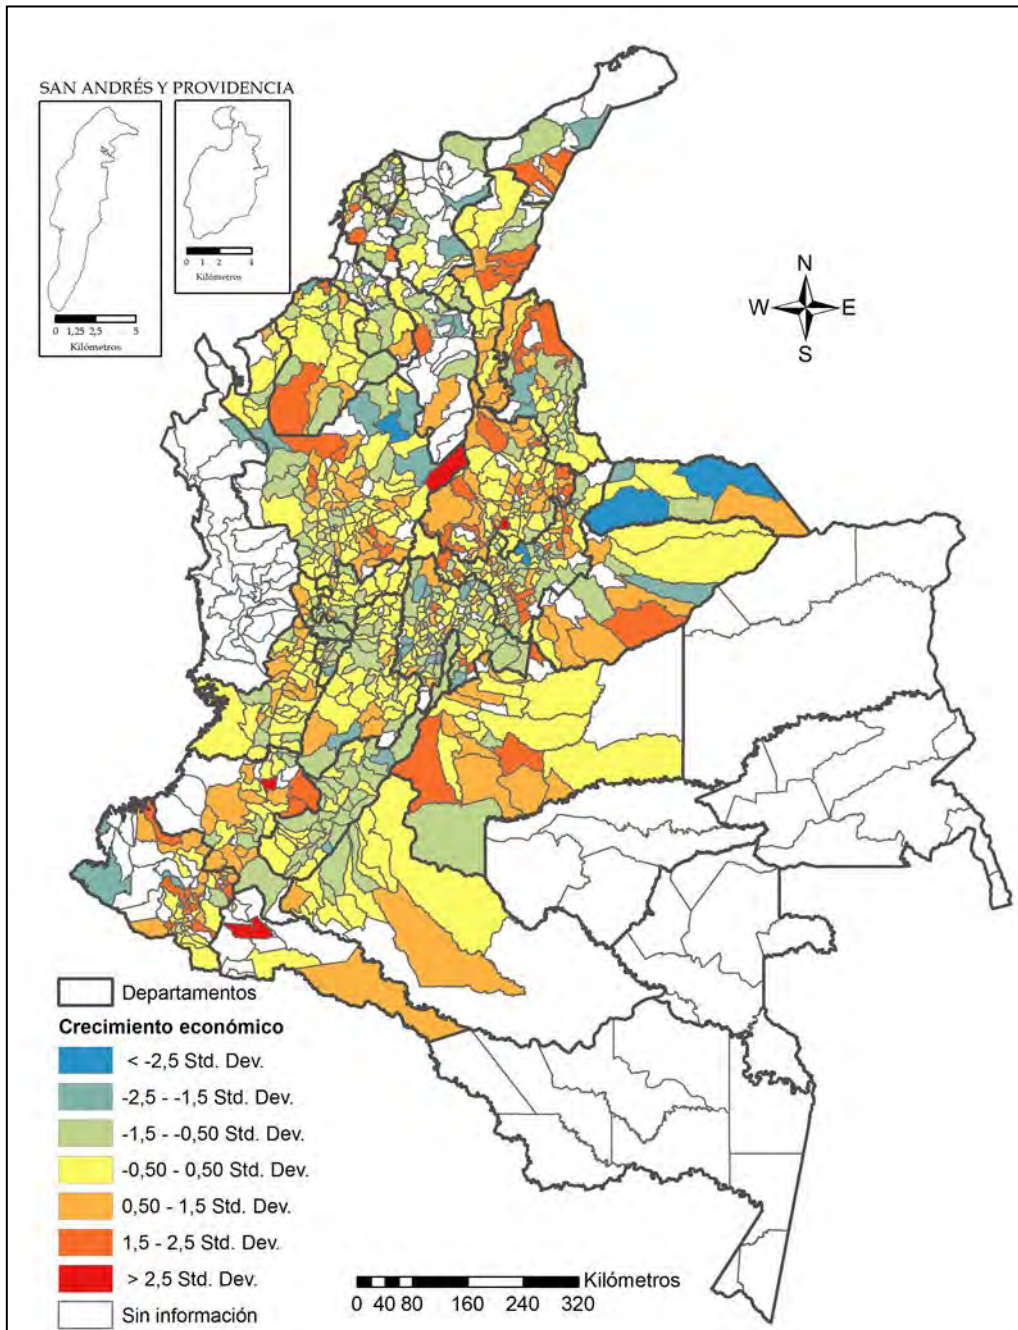 SAN ANDRÉS Y PROVIDENCIA
0 1,25 2,5 5
Kilómetros
0 1 2 4
Kilómetros
N
W E
S
Departamentos
Crecimiento económico
< -2,5 Std. Dev.
-2,5 - -1,5 Std. Dev.
-1,5 - -0,50 Std. Dev.
-0,50 - 0,50 Std. Dev.
0,50 - 1,5 Std. Dev.
1,5 - 2,5 Std. Dev.
> 2,5 Std. Dev.
Sin información
Kilómetros
0 40 80 160 240 320